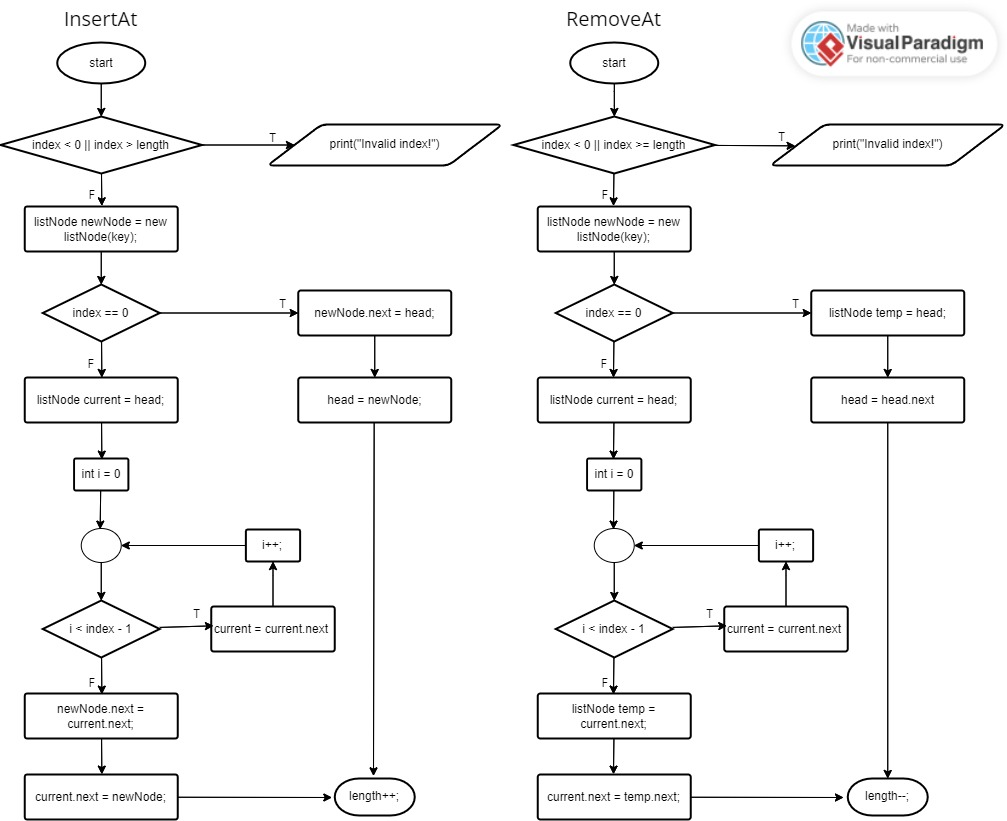 InsertAt
start
index < 0 || index > length
T
print("Invalid index!")
F
listNode newNode = new
listNode(key);
index == 0
T
newNode.next = head;
F
listNode current = head;
head = newNode;
int i = 0
i++;
i < index - 1
T
current = current.next
F
newNode.next =
current.next;
current.next = newNode;
length++;
RemoveAt
start
index < 0 || index >= length
T
print("Invalid index!")
F
listNode newNode = new
listNode(key);
index == 0
T
listNode temp = head;
F
listNode current = head;
head = head.next
int i = 0
i++;
i < index - 1
T
current = current.next
F
listNode temp =
current.next;
current.next = temp.next;
length--;
Made with
Visual Paradigm
For non-commercial use